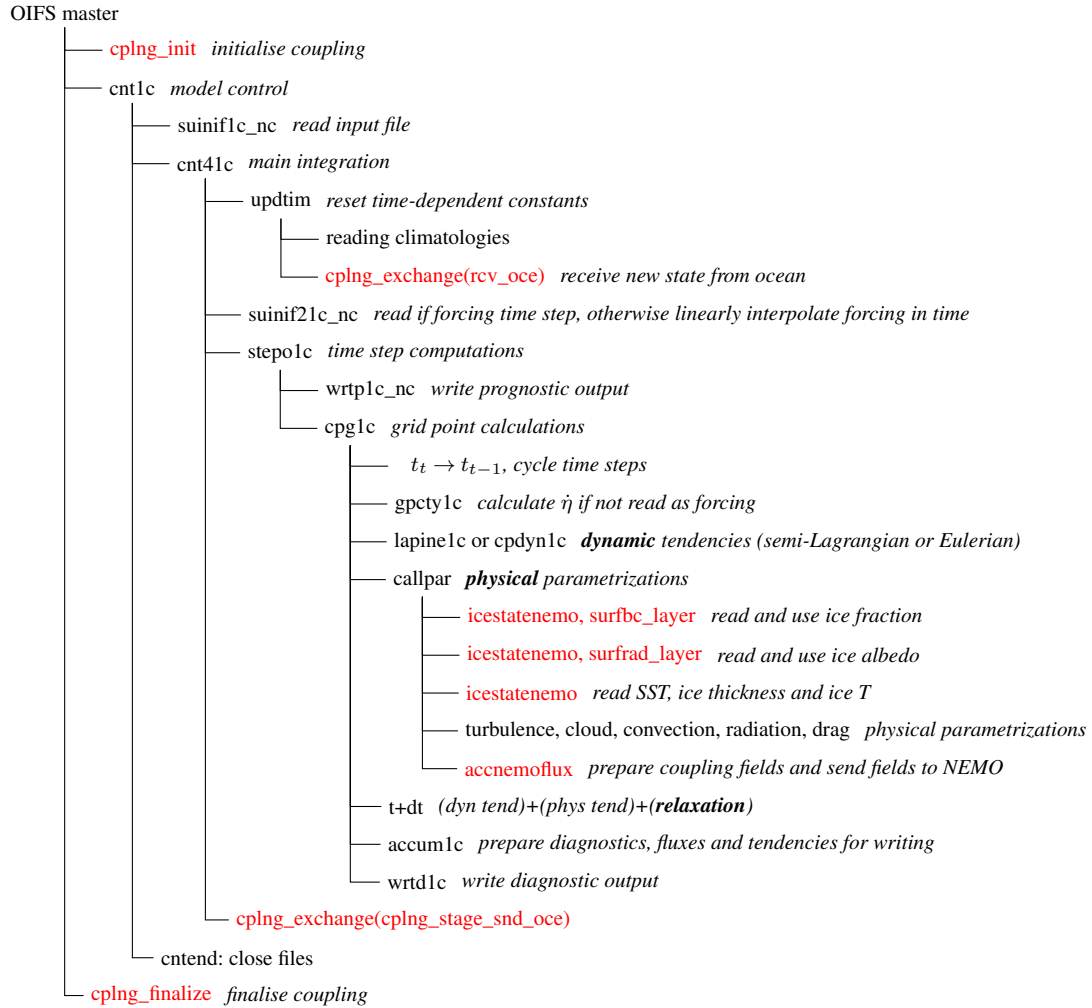 OIFS master
cplng_init initialise coupling
cnt1c model control
suinif1c_nc read input file
cnt41c main integration
updtim reset time-dependent constants
reading climatologies
cplng_exchange(rcv_oce) receive new state from ocean
suinif21c_nc read if forcing time step, otherwise linearly interpolate forcing in time
stepo1c time step computations
wrtp1c_nc write prognostic output
cpg1c grid point calculations
t_t → t_{t−1}, cycle time steps
gpcty1c calculate η̇ if not read as forcing
lapine1c or cpdyn1c dynamic tendencies (semi-Lagrangian or Eulerian)
callpar physical parametrizations
icestatenemo, surfbc_layer read and use ice fraction
icestatenemo, surfrad_layer read and use ice albedo
icestatenemo read SST, ice thickness and ice T
turbulence, cloud, convection, radiation, drag physical parametrizations
accnemoflux prepare coupling fields and send fields to NEMO
t+dt (dyn tend)+(phys tend)+(relaxation)
accum1c prepare diagnostics, fluxes and tendencies for writing
wrtd1c write diagnostic output
cplng_exchange(cplng_stage_snd_oce)
cntend: close files
cplng_finalize finalise coupling